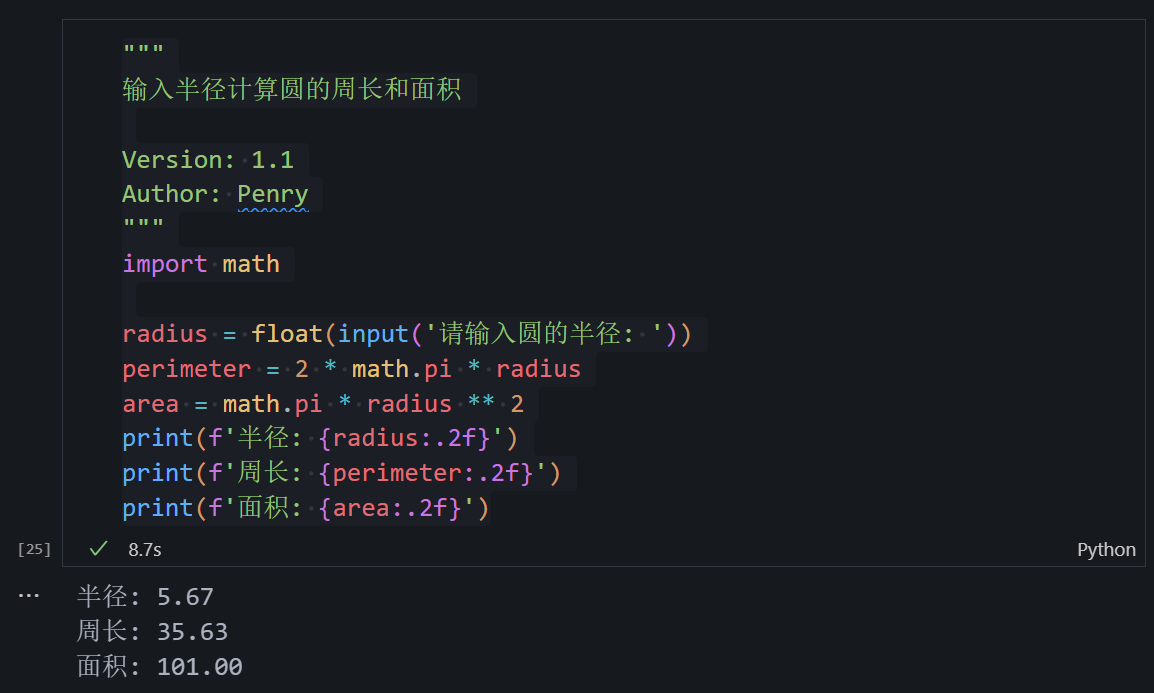 """
输入半径计算圆的周长和面积
Version: 1.1
Author: Penry
"""
import math
radius = float(input('请输入圆的半径: '))
perimeter = 2 * math.pi * radius
area = math.pi * radius ** 2
print(f'半径: {radius:.2f}')
print(f'周长: {perimeter:.2f}')
print(f'面积: {area:.2f}')
[25] ✓ 8.7s Python
... 半径: 5.67
周长: 35.63
面积: 101.00